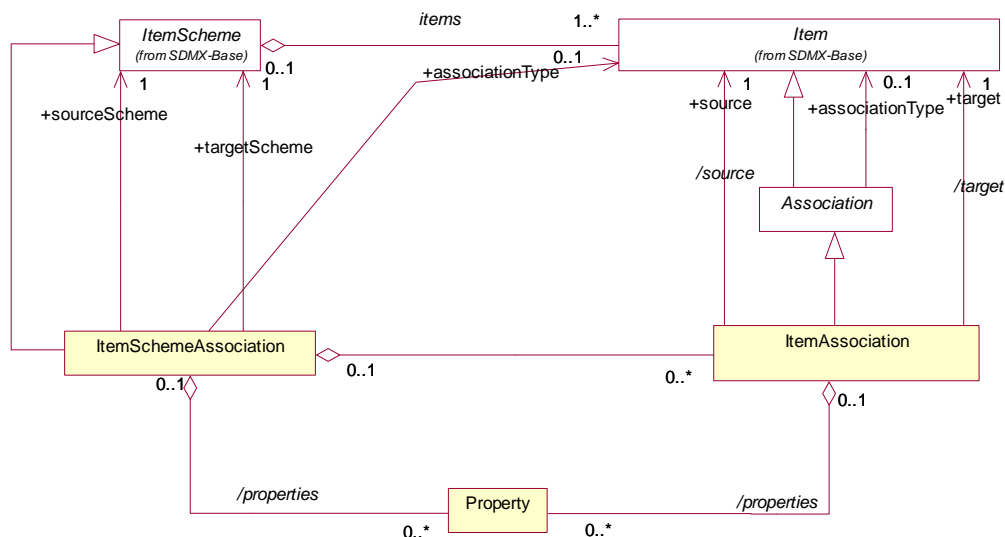 items
1..*
ItemScheme
(from SDMX-Base)
Item
(from SDMX-Base)
0..1
0..1
+associationType
1
1
1
0..1
1
+sourceScheme
+source
+associationType
+target
+targetScheme
/source
/target
Association
ItemSchemeAssociation
ItemAssociation
0..1
0..1
0..*
0..1
/properties
Property
/properties
0..*
0..*